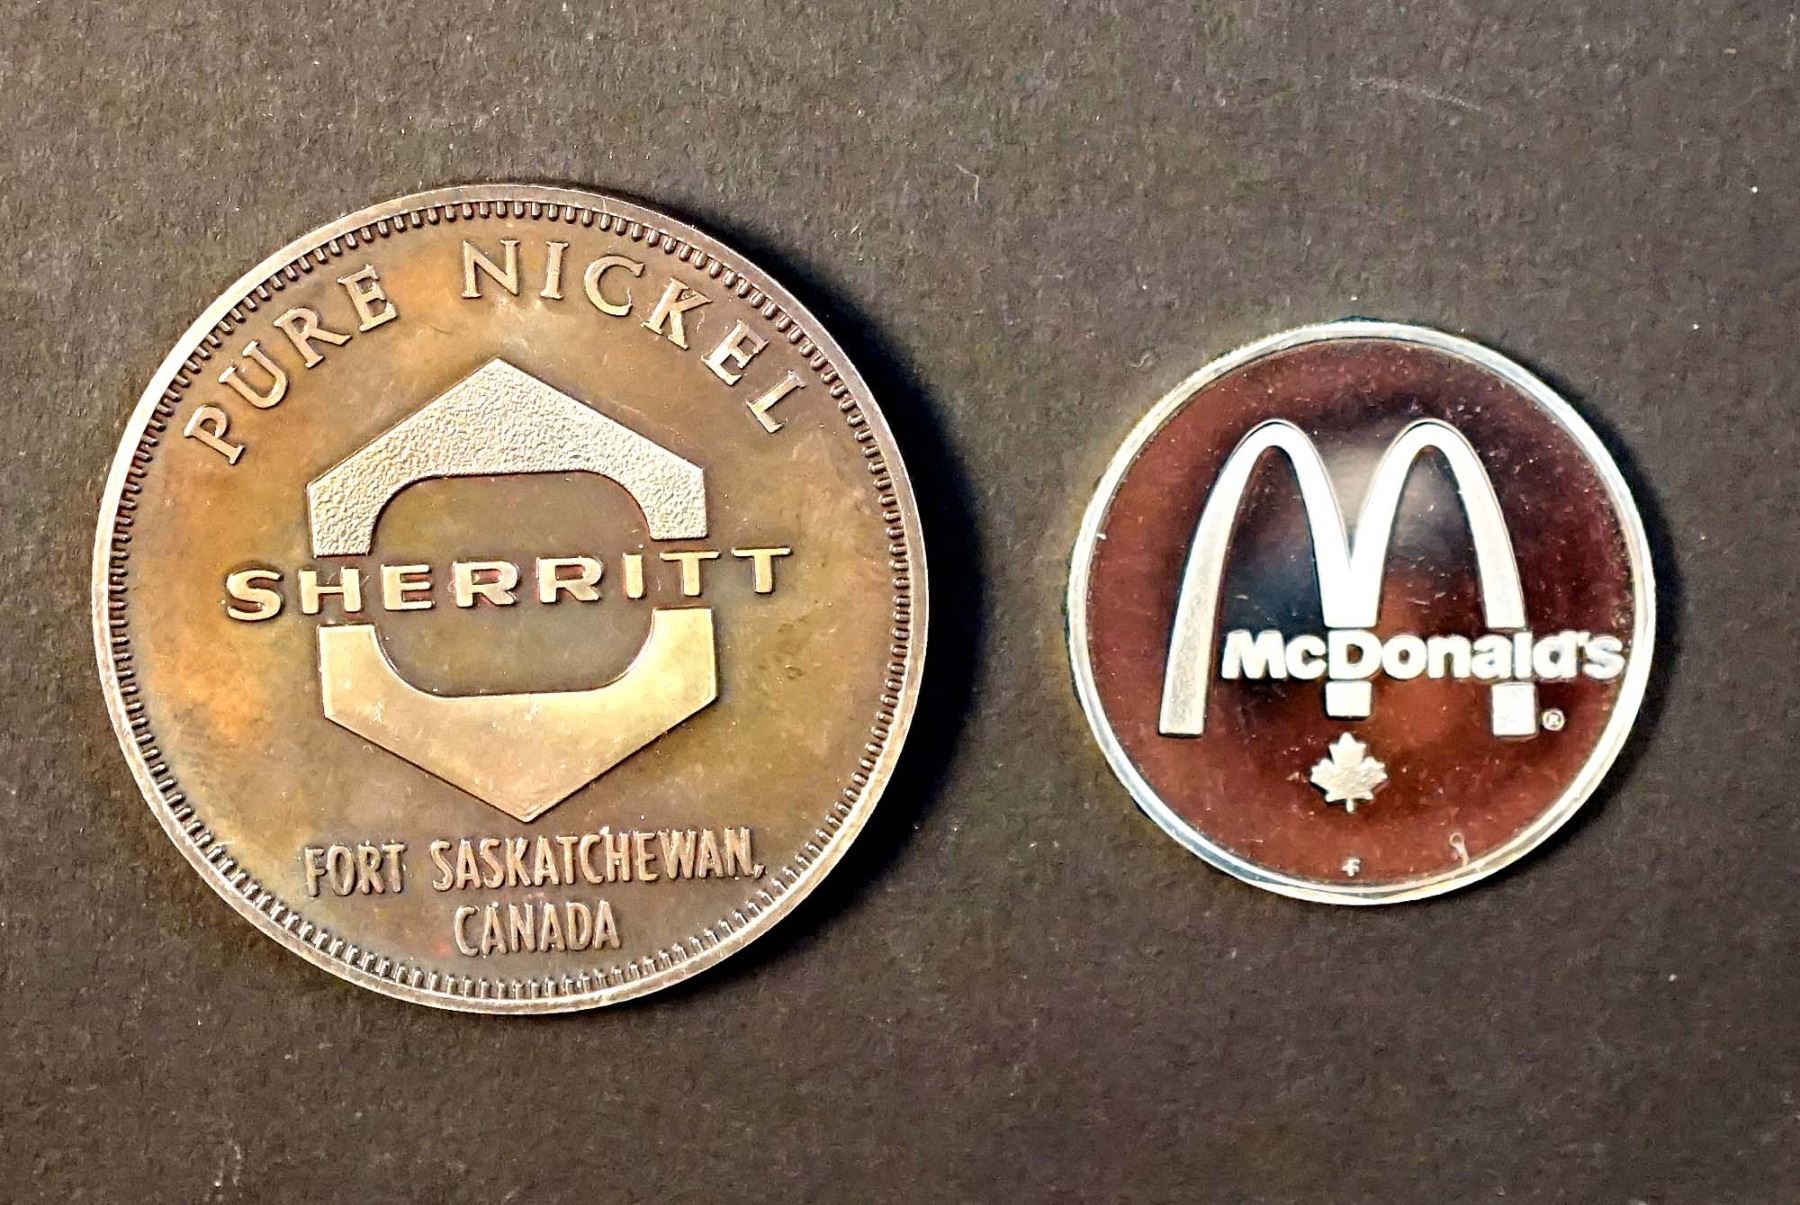 PURE NICKEL
SHERRITT
FORT SASKATCHEWAN,
CANADA
McDonald's
®
F